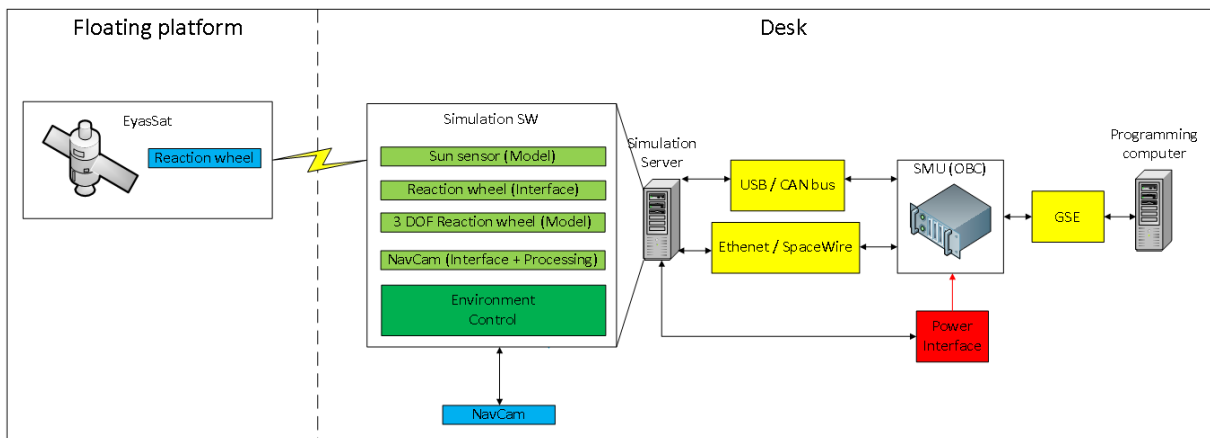 Floating platform
Desk
EyasSat
Reaction wheel
Simulation SW
Sun sensor (Model)
Reaction wheel (Interface)
3 DOF Reaction wheel (Model)
NavCam (Interface + Processing)
Environment
Control
NavCam
Simulation
Server
USB / CAN bus
Ethenet / SpaceWire
SMU (OBC)
Power
Interface
GSE
Programming
computer